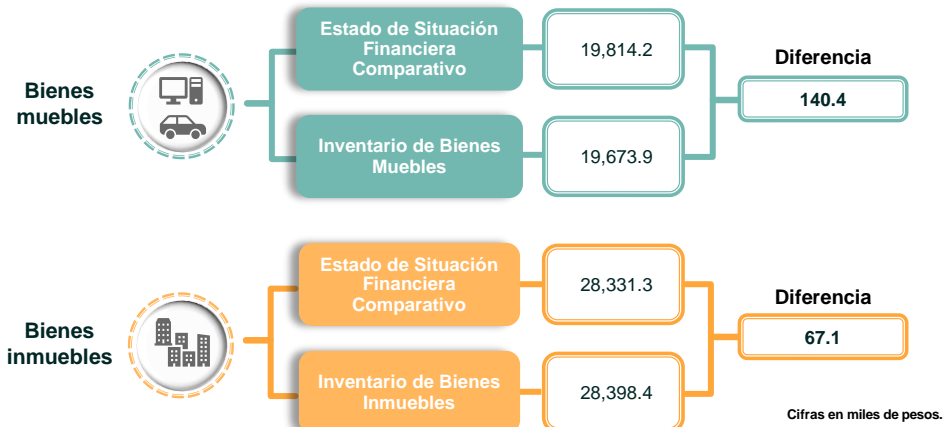 Bienes
muebles
Estado de Situación
Financiera
Comparativo
19,814.2
Inventario de Bienes
Muebles
19,673.9
Diferencia
140.4
Bienes
inmuebles
Estado de Situación
Financiera
Comparativo
28,331.3
Inventario de Bienes
Inmuebles
28,398.4
Diferencia
67.1
Cifras en miles de pesos.